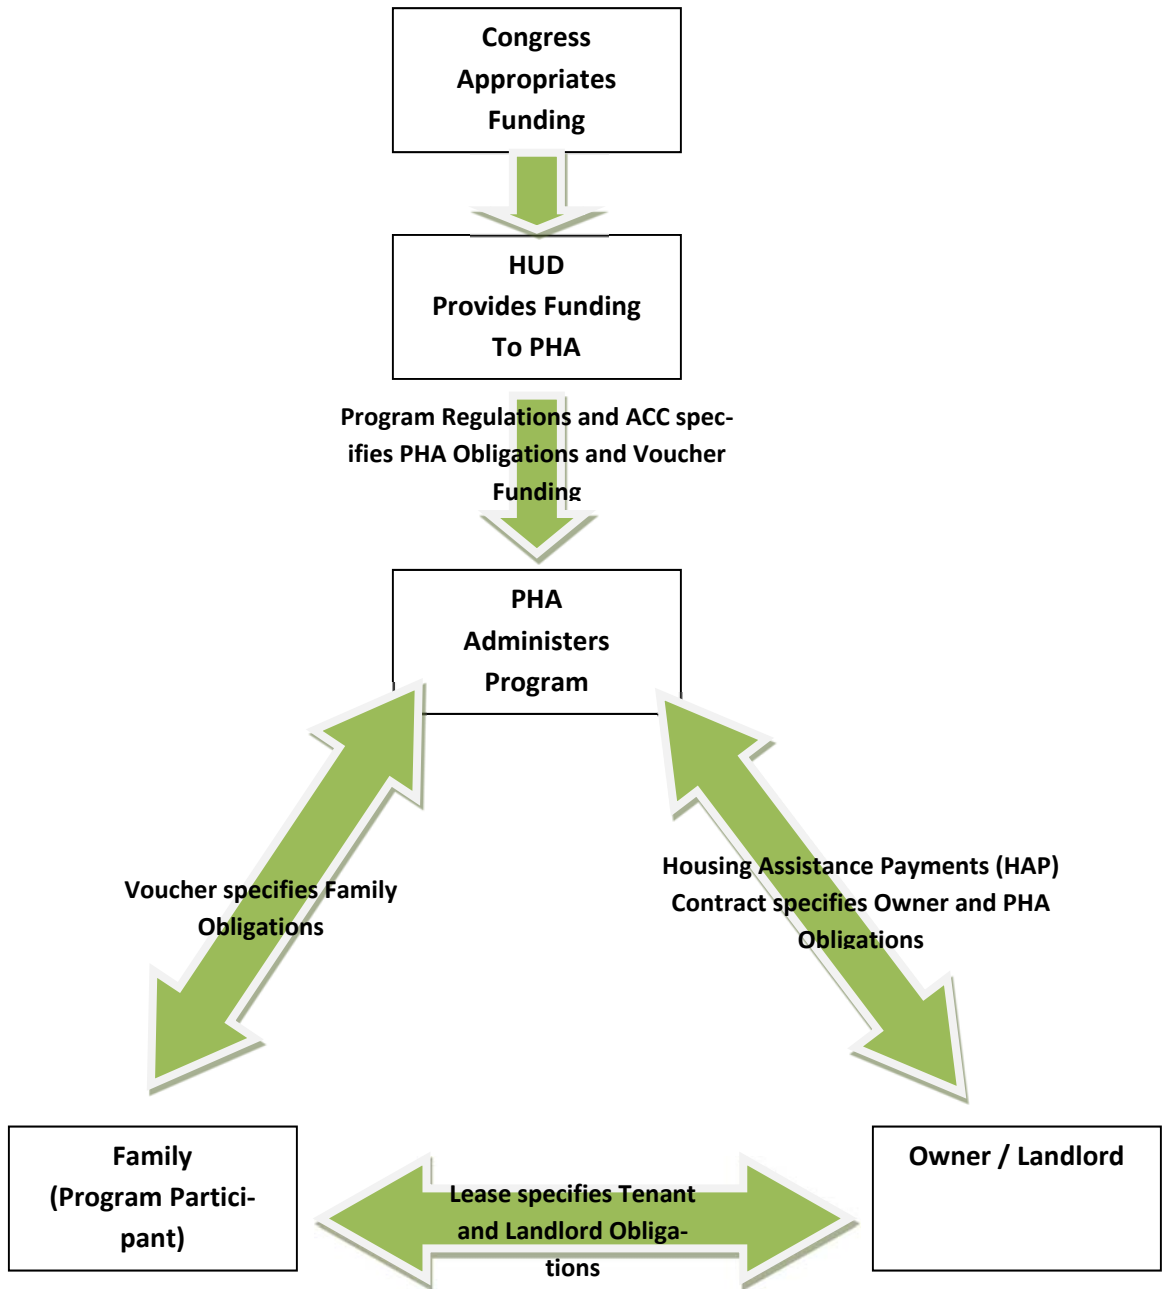 Congress
Appropriates
Funding
HUD
Provides Funding
To PHA
Program Regulations and ACC spec-
ifies PHA Obligations and Voucher
Funding
PHA
Administers
Program
Voucher specifies Family
Obligations
Housing Assistance Payments (HAP)
Contract specifies Owner and PHA
Obligations
Family
(Program Partici-
pant)
Lease specifies Tenant
and Landlord Obliga-
tions
Owner / Landlord